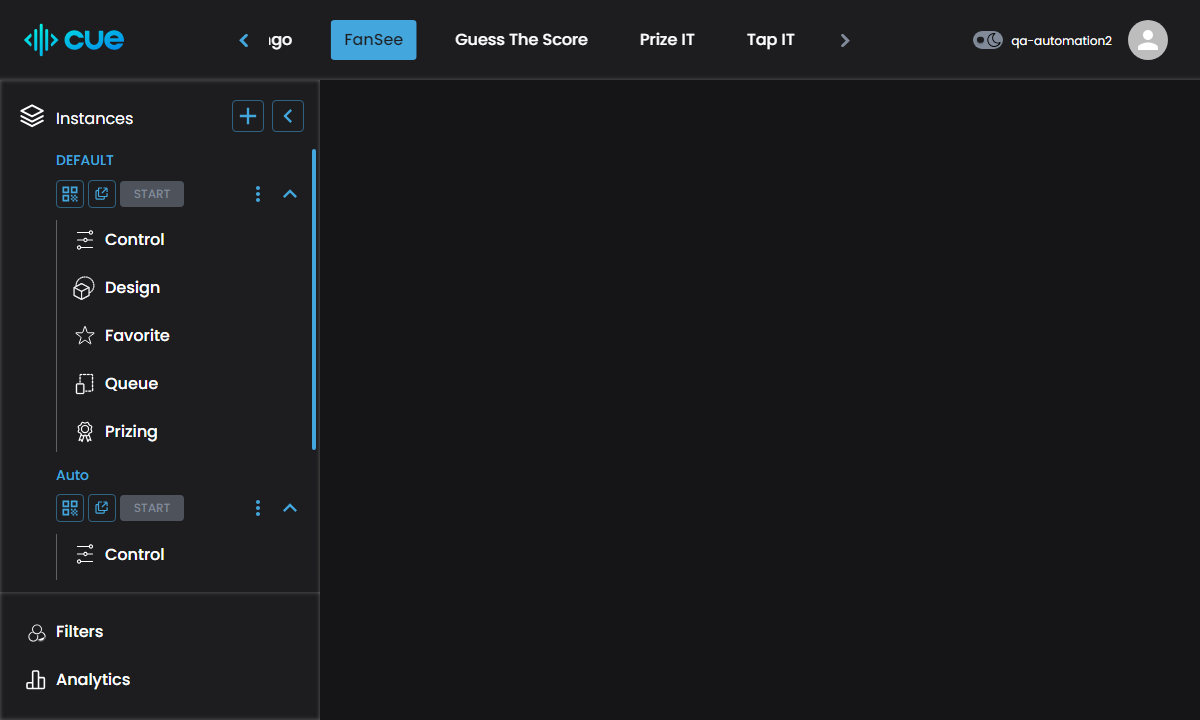 cue
FanSee
Guess The Score
Prize IT
Tap IT
qa-automation2
Instances
DEFAULT
START
Control
Design
Favorite
Queue
Prizing
Auto
START
Control
Filters
Analytics